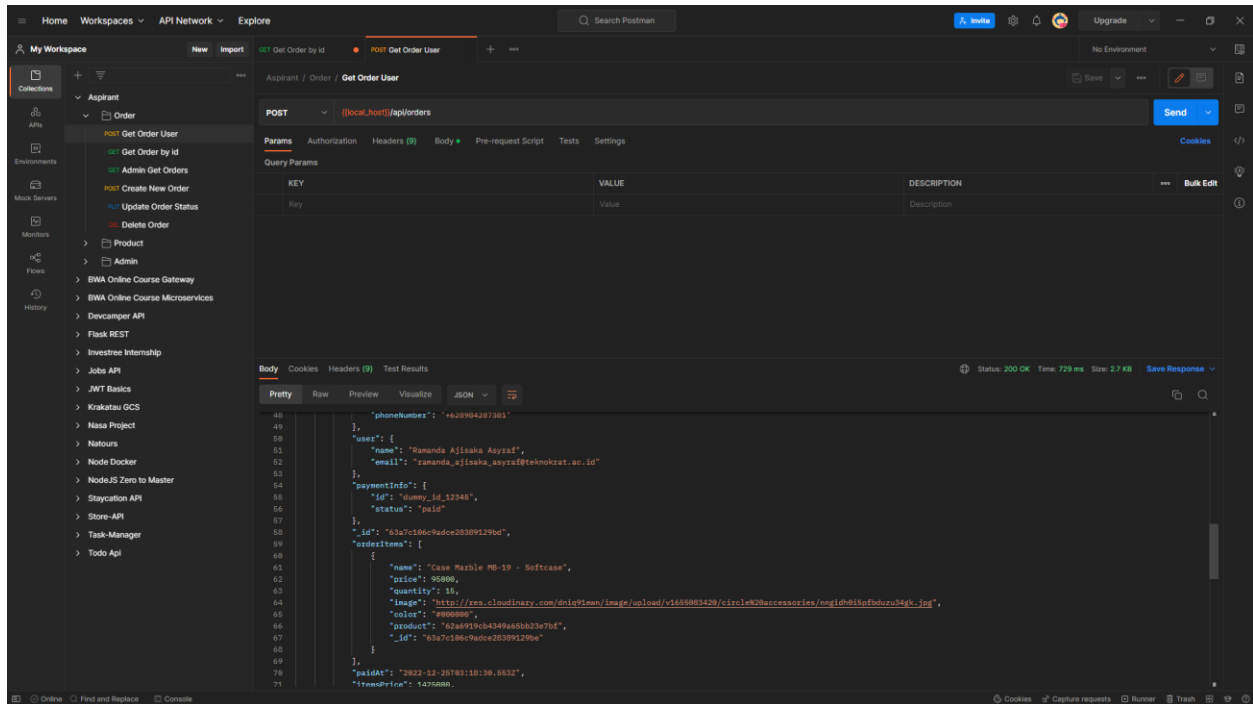 Home Workspaces API Network Explore Search Postman Invite Upgrade
My Workspace New Import GET Get Order by id POST Get Order User No Environment
Collections
APIs
Environments
Mock Servers
Monitors
Flows
History
Aspirant
Order
POST Get Order User
GET Get Order by id
GET Admin Get Orders
POST Create New Order
PUT Update Order Status
DEL Delete Order
Product
Admin
BWA Online Course Gateway
BWA Online Course Microservices
Devcamper API
Flask REST
Investree Internship
Jobs API
JWT Basics
Krakatau GCS
Nasa Project
Natours
Node Docker
NodeJS Zero to Master
Staycation API
Store-API
Task-Manager
Todo Api
Aspirant / Order / Get Order User Save
POST {{local_host}}/api/orders Send
Params Authorization Headers (9) Body Pre-request Script Tests Settings Cookies
Query Params
KEY VALUE DESCRIPTION Bulk Edit
Key Value Description
Body Cookies Headers (9) Test Results Status: 200 OK Time: 729 ms Size: 2.7 KB Save Response
Pretty Raw Preview Visualize JSON
48 "phoneNumber": "+628984287381"
49 },
50 "user": {
51 "name": "Ramanda Ajisaka Asyraf",
52 "email": "ramanda_ajisaka_asyraf@teknokrat.ac.id"
53 },
54 "paymentInfo": {
55 "id": "dummy_id_12345",
56 "status": "paid"
57 },
58 "_id": "63a7c106c9adce28389129bd",
59 "orderItems": [
60 {
61 "name": "Case Marble MB-19 - Softcase",
62 "price": 95000,
63 "quantity": 15,
64 "image": "http://res.cloudinary.com/dniq91ewn/image/upload/v1655083420/circle%20accessories/nngidh0i5pfbduzu34gk.jpg",
65 "color": "#000000",
66 "product": "62a6919cb4349a65bb23e7bf",
67 "_id": "63a7c106c9adce28389129be"
68 }
69 ],
70 "paidAt": "2022-12-25T03:18:30.553Z",
71 "itemsPrice": 1425000,
Online Find and Replace Console Cookies Capture requests Runner Trash